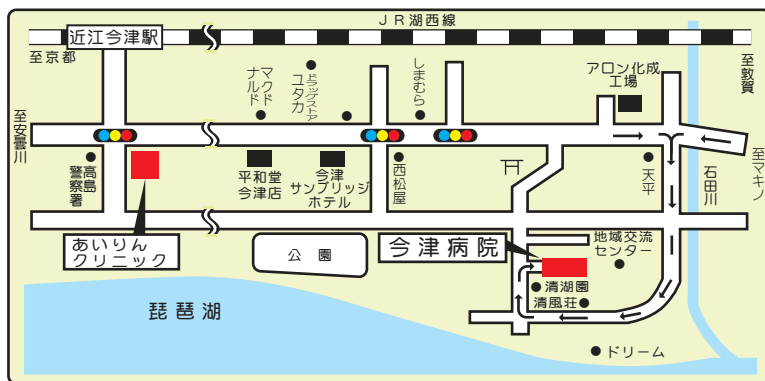 JR湖西線
近江今津駅
至京都
至敦賀
マクド
ナルド
ドラッグストア
ユタカ
しまむら
アロン化成
工場
至安曇川
至マキノ
高島
警察署
平和堂
今津店
今津
サンブリッジ
ホテル
西松屋
天平
石田川
あいりん
クリニック
公園
今津病院
地域交流
センター
清湖園
清風荘
琵琶湖
ドリーム